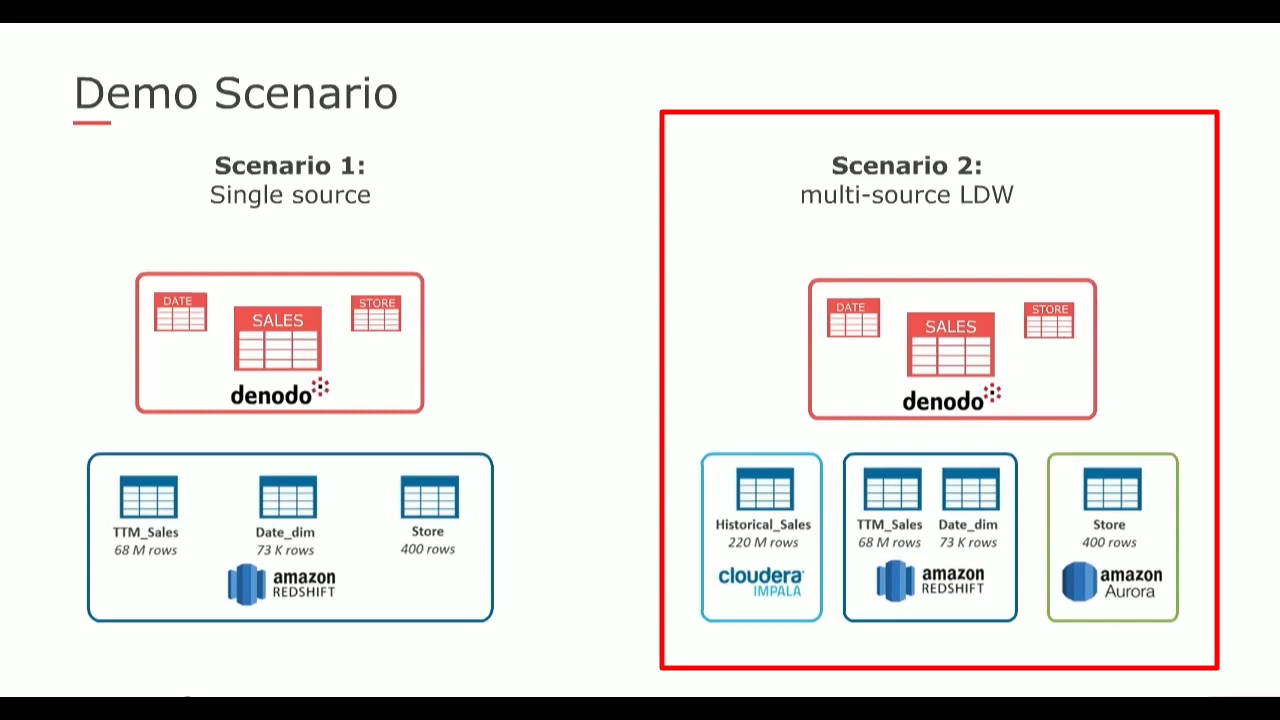 Demo Scenario
Scenario 1:
Single source
DATE
SALES
STORE
denodo
TTM_Sales
68 M rows
Date_dim
73 K rows
Store
400 rows
amazon
REDSHIFT
Scenario 2:
multi-source LDW
DATE
SALES
STORE
denodo
Historical_Sales
220 M rows
cloudera
IMPALA
TTM_Sales
68 M rows
Date_dim
73 K rows
amazon
REDSHIFT
Store
400 rows
amazon
Aurora